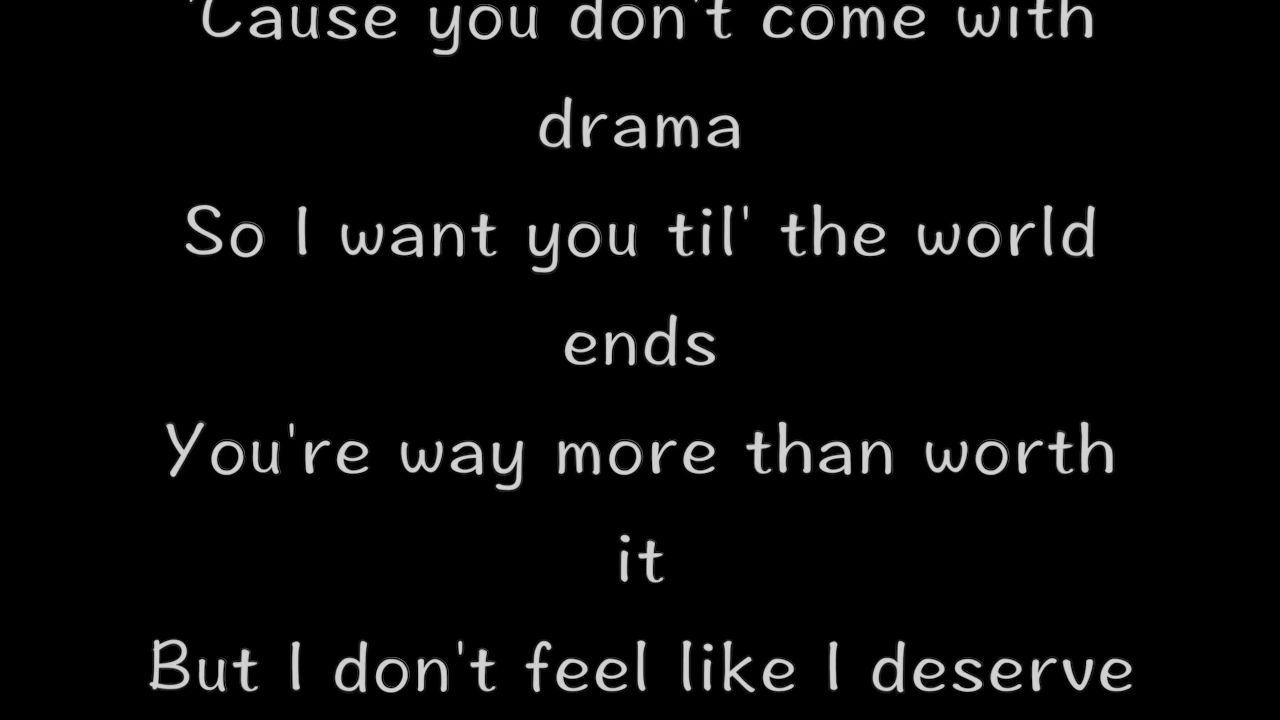 'Cause you don't come with
drama
So I want you til' the world
ends
You're way more than worth
it
But I don't feel like I deserve